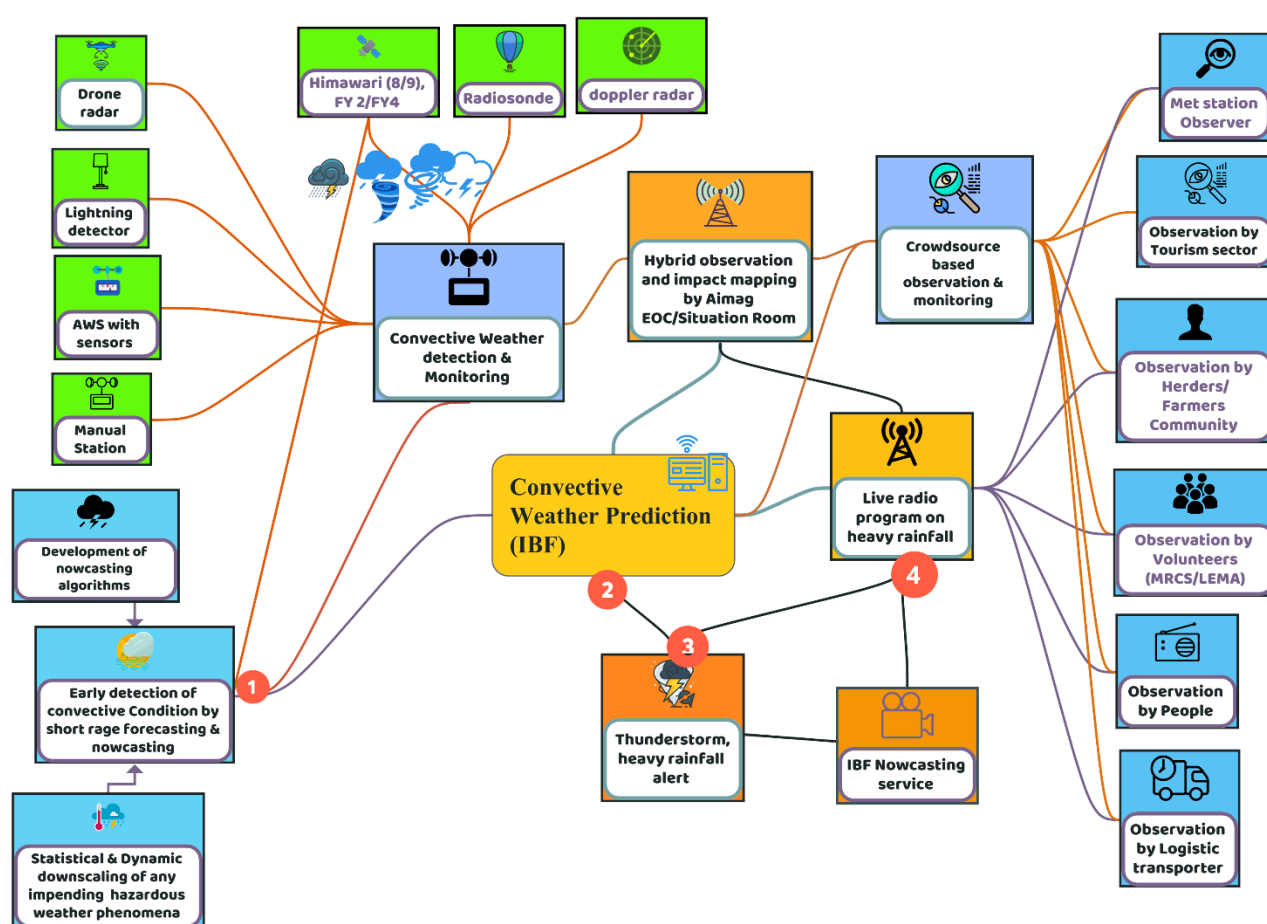 Drone
radar
Himawari (8/9),
FY 2/FY4
Radiosonde
doppler radar
Met station
Observer
Lightning
detector
Hybrid observation
and impact mapping
by Aimag
EOC/Situation Room
Crowdsource
based
observation &
monitoring
Observation by
Tourism sector
AWS with
sensors
Convective Weather
detection &
Monitoring
Observation by
Herders/
Farmers
Community
Manual
Station
Convective
Weather Prediction
(IBF)
Live radio
program on
heavy rainfall
Observation by
Volunteers
(MRCS/LEMA)
Development of
nowcasting
algorithms
2
4
3
1
Early detection of
convective Condition by
short rage forecasting &
nowcasting
Thunderstorm,
heavy rainfall
alert
IBF Nowcasting
service
Observation
by People
Observation
by Logistic
transporter
Statistical & Dynamic
downscaling of any
impending hazardous
weather phenomena